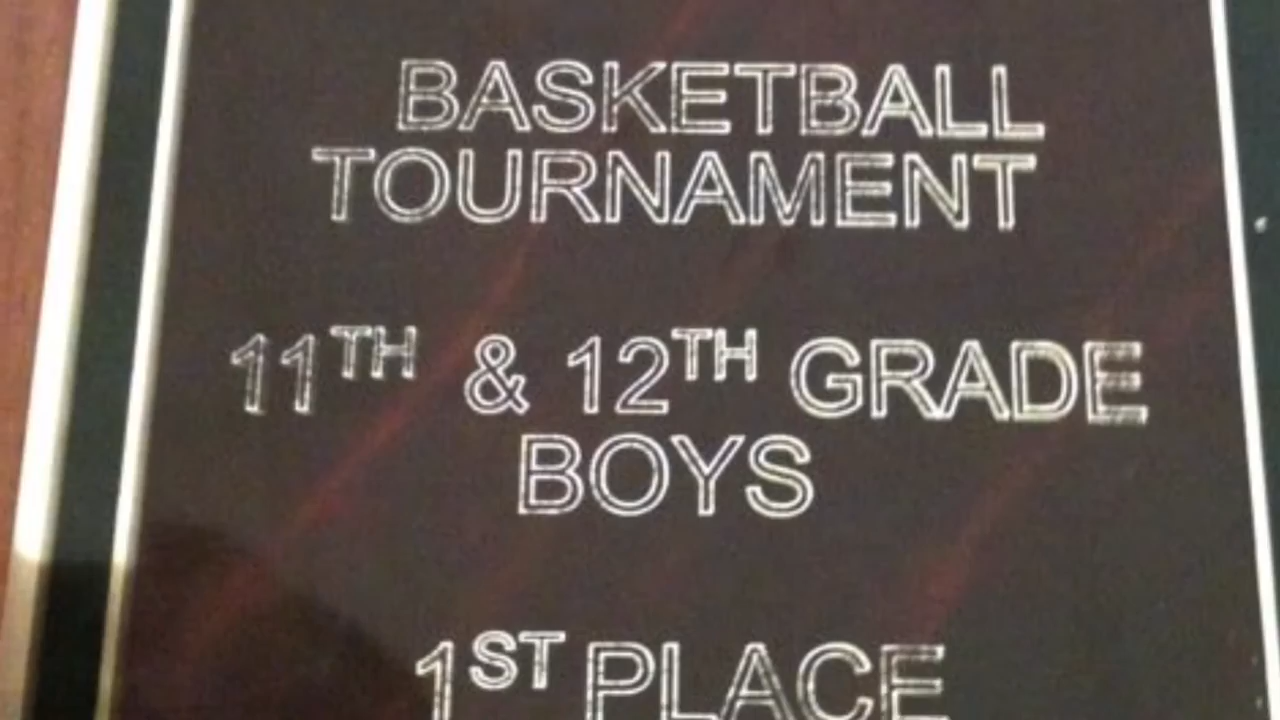 BASKETBALL
TOURNAMENT
11TH & 12TH GRADE
BOYS
1ST PLACE